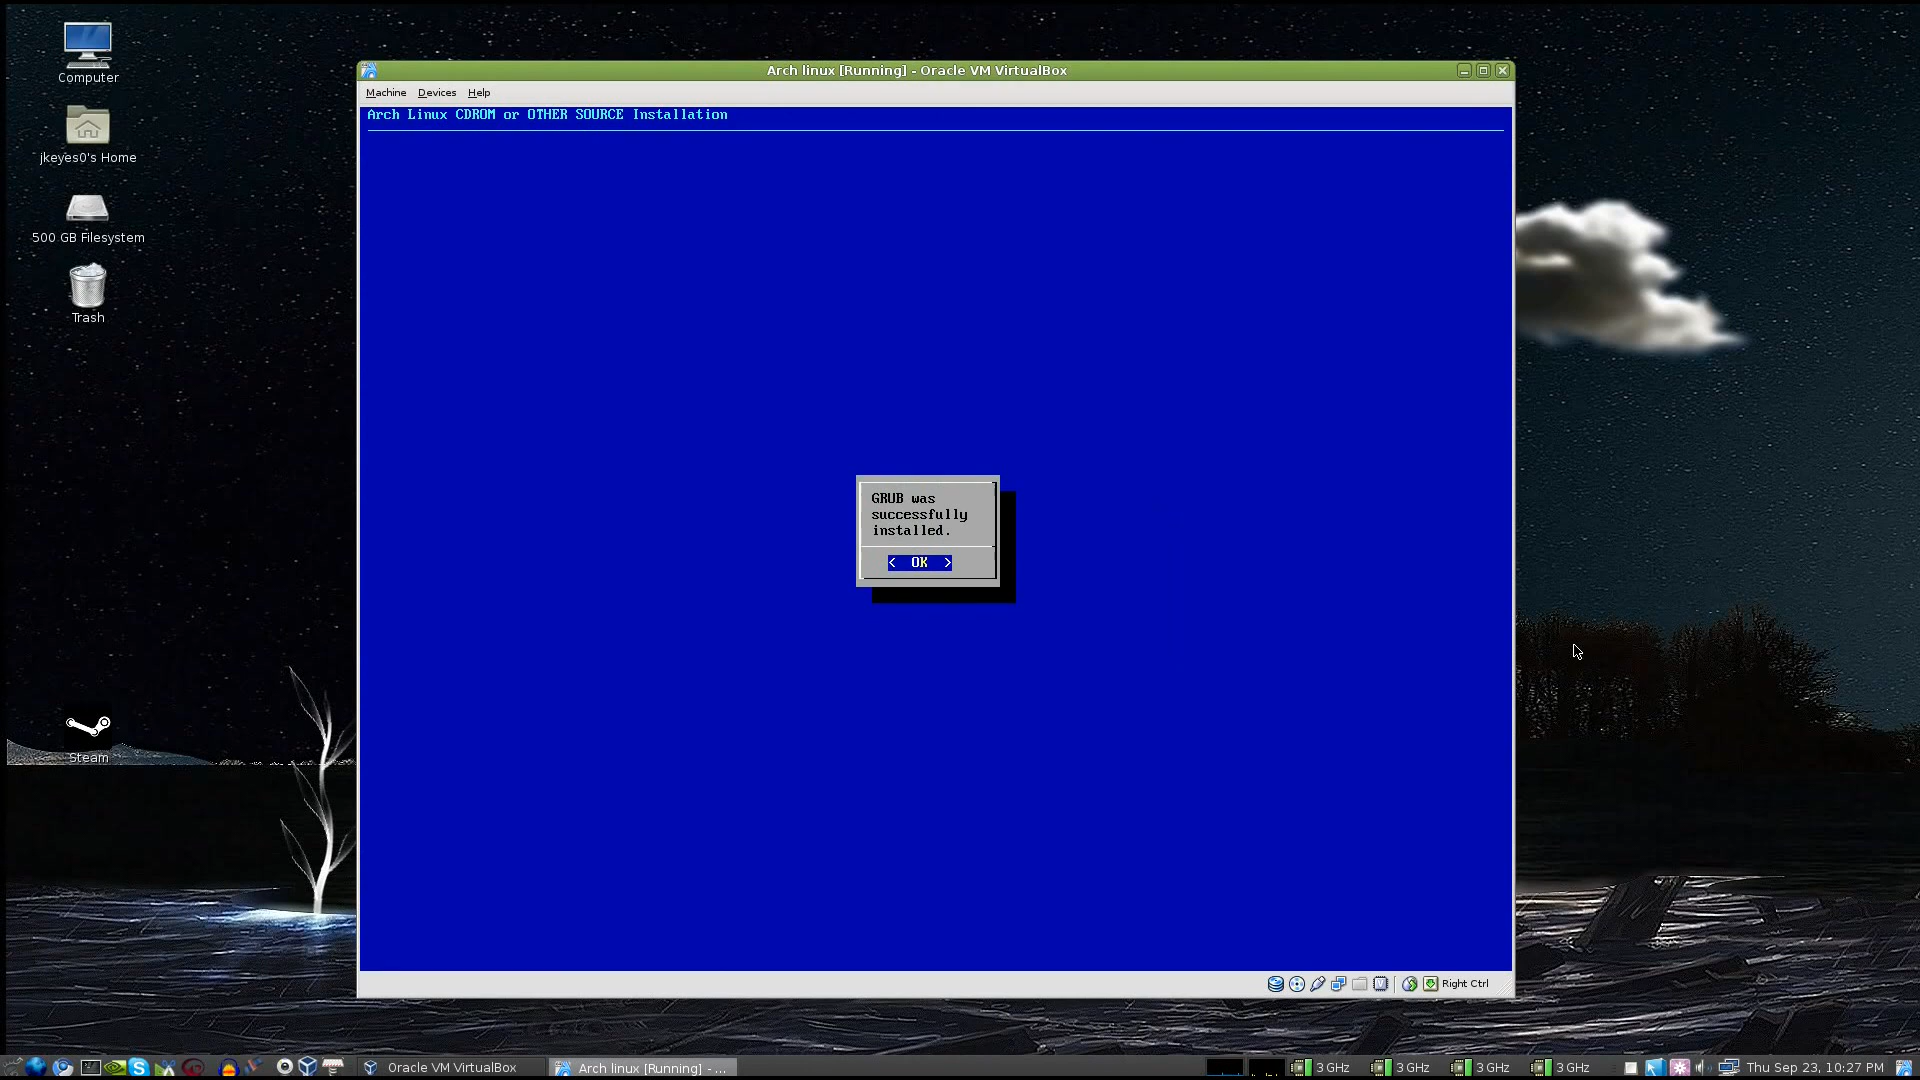 Computer
jkeyes0's Home
500 GB Filesystem
Trash
Steam
Arch linux [Running] - Oracle VM VirtualBox
Machine Devices Help
Arch Linux CDROM or OTHER SOURCE Installation
GRUB was
successfully
installed.
< OK >
Right Ctrl
Oracle VM VirtualBox
Arch linux [Running] - ...
3 GHz
3 GHz
3 GHz
3 GHz
Thu Sep 23, 10:27 PM